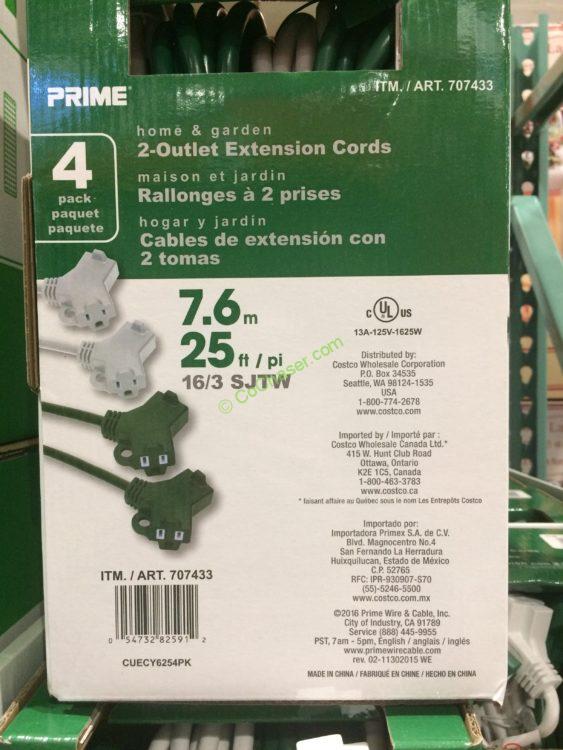 PRIME®
ITM. / ART. 707433
4
pack
paquet
paquete
home & garden
2-Outlet Extension Cords
maison et jardin
Rallonges à 2 prises
hogar y jardín
Cables de extensión con
2 tomas
7.6 m
25 ft / pi
16/3 SJTW
© CochaserUL.com
C UL US
13A-125V-1625W
Distributed by:
Costco Wholesale Corporation
P.O. Box 34535
Seattle, WA 98124-1535
USA
1-800-774-2678
www.costco.com
Imported by / Importé par :
Costco Wholesale Canada Ltd.*
415 W. Hunt Club Road
Ottawa, Ontario
K2E 1C5, Canada
1-800-463-3783
www.costco.ca
* faisant affaire au Québec sous le nom Les Entrepôts Costco
Importado por:
Importadora Primex S.A. de C.V.
Blvd. Magnocentro No.4
San Fernando La Herradura
Huixquilucan, Estado de México
C.P. 52765
RFC: IPR-930907-S70
(55)-5246-5500
www.costco.com.mx
©2016 Prime Wire & Cable, Inc.
City of Industry, CA 91789
Service (888) 445-9955
PST, 7am - 5pm, English / anglais / inglés
www.primewirecable.com
rev. 02-11302015 WE
MADE IN CHINA / FABRIQUÉ EN CHINE / HECHO EN CHINA
ITM. / ART. 707433
0 54732 82591 2
CUECY6254PK